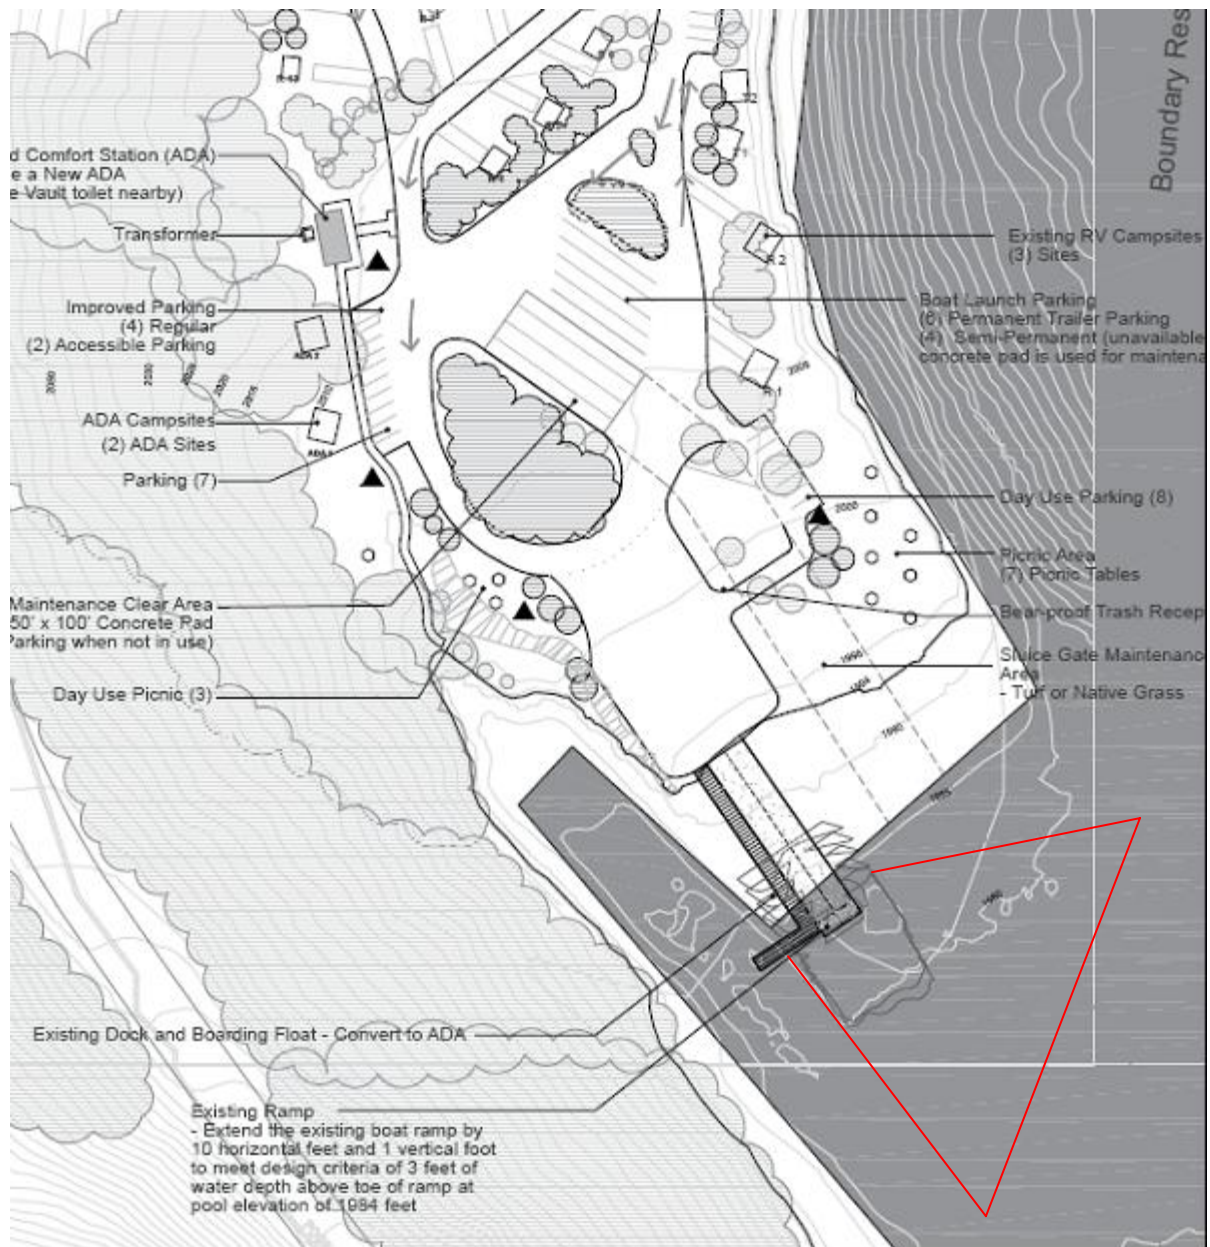 Boundary Res
d Comfort Station (ADA)
e a New ADA
e Vault toilet nearby)
Transformer
Improved Parking
(4) Regular
(2) Accessible Parking
ADA Campsites
(2) ADA Sites
Parking (7)
Maintenance Clear Area
50' x 100' Concrete Pad
Parking when not in use)
Day Use Picnic (3)
Existing RV Campsites
(3) Sites
Boat Launch Parking
(6) Permanent Trailer Parking
(4) Semi-Permanent (unavailable
concrete pad is used for maintena
Day Use Parking (8)
Picnic Area
(7) Picnic Tables
Bear-proof Trash Recep
Sluice Gate Maintenanc
Area
- Turf or Native Grass
2005
2000
1990
1985
1980
Existing Dock and Boarding Float - Convert to ADA
Existing Ramp
- Extend the existing boat ramp by
10 horizontal feet and 1 vertical foot
to meet design criteria of 3 feet of
water depth above toe of ramp at
pool elevation of 1984 feet